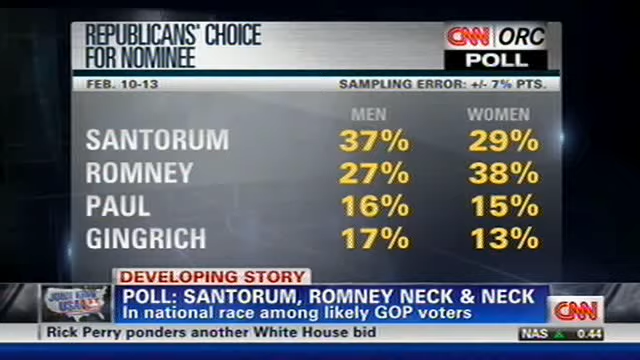 REPUBLICANS' CHOICE
FOR NOMINEE
CNN ORC
POLL
FEB. 10-13 SAMPLING ERROR: +/- 7% PTS.
MEN WOMEN
SANTORUM 37% 29%
ROMNEY 27% 38%
PAUL 16% 15%
GINGRICH 17% 13%
DEVELOPING STORY
POLL: SANTORUM, ROMNEY NECK & NECK
In national race among likely GOP voters
CNN
Rick Perry ponders another White House bid NAS 0.44